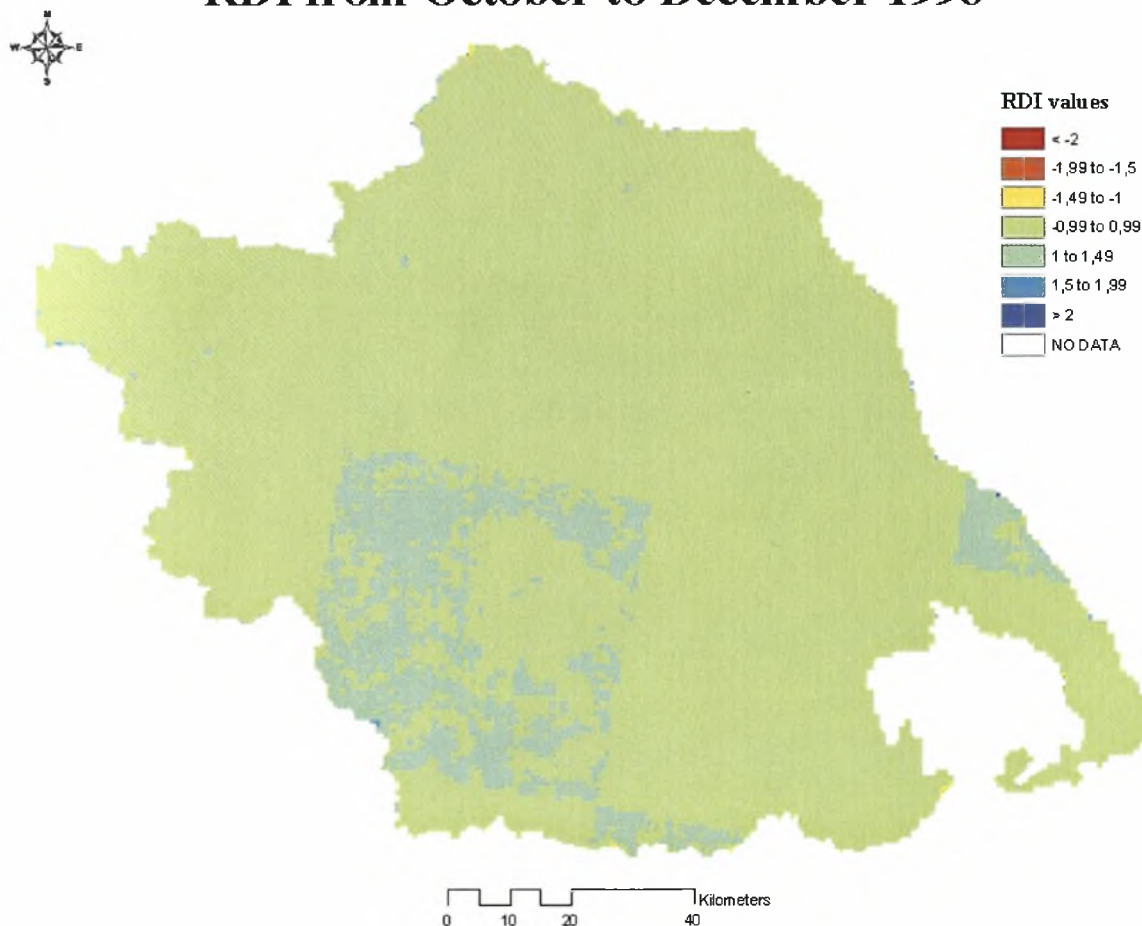 RDI from October to December 1996
N
W E
S
RDI values
< -2
-1,99 to -1,5
-1,49 to -1
-0,99 to 0,99
1 to 1,49
1,5 to 1,99
> 2
NO DATA
Kilometers
0 10 20 40